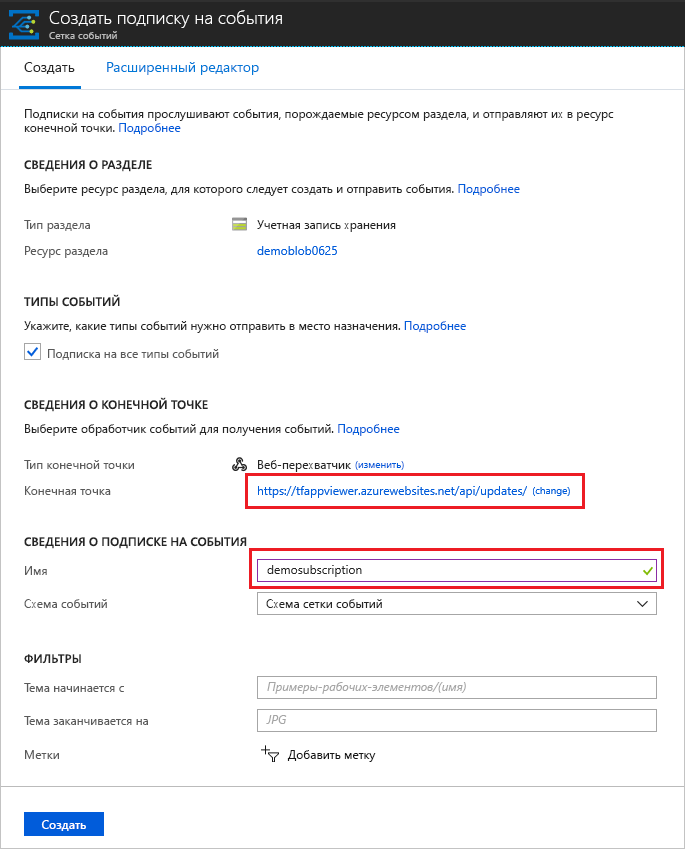 Создать подписку на события
Сетка событий
Создать Расширенный редактор
Подписки на события прослушивают события, порождаемые ресурсом раздела, и отправляют их в ресурс
конечной точки. Подробнее
СВЕДЕНИЯ О РАЗДЕЛЕ
Выберите ресурс раздела, для которого следует создать и отправить события. Подробнее
Тип раздела Учетная запись хранения
Ресурс раздела demoblob0625
ТИПЫ СОБЫТИЙ
Укажите, какие типы событий нужно отправить в место назначения. Подробнее
Подписка на все типы событий
СВЕДЕНИЯ О КОНЕЧНОЙ ТОЧКЕ
Выберите обработчик событий для получения событий. Подробнее
Тип конечной точки Веб-перехватчик (изменить)
Конечная точка https://tfappviewer.azurewebsites.net/api/updates/ (change)
СВЕДЕНИЯ О ПОДПИСКЕ НА СОБЫТИЯ
Имя demosubscription
Схема событий Схема сетки событий
ФИЛЬТРЫ
Тема начинается с Примеры-рабочих-элементов/(имя)
Тема заканчивается на JPG
Метки Добавить метку
Создать